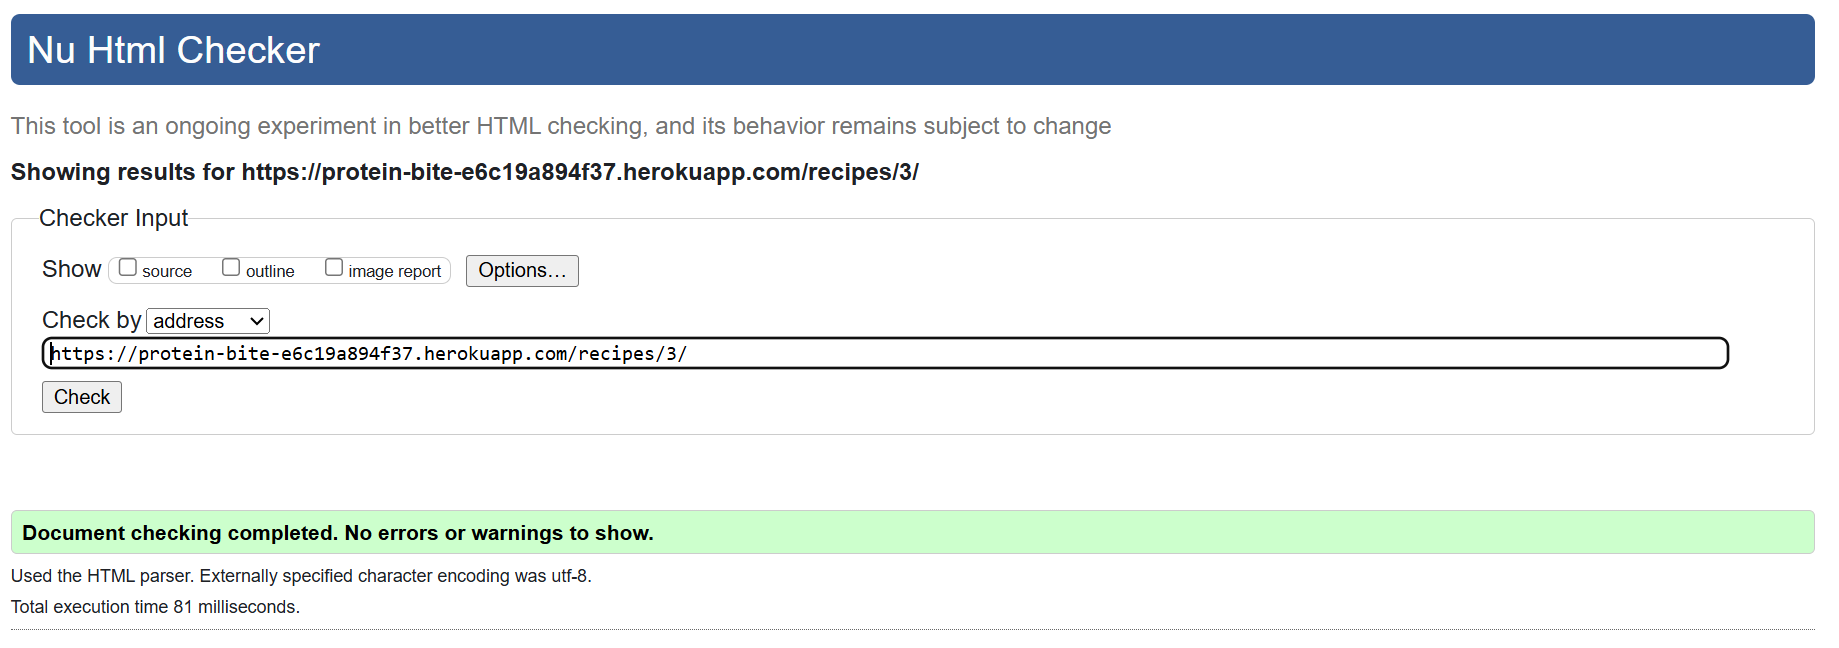 Nu Html Checker
This tool is an ongoing experiment in better HTML checking, and its behavior remains subject to change
Showing results for https://protein-bite-e6c19a894f37.herokuapp.com/recipes/3/
Checker Input
Show source outline image report Options...
Check by address
https://protein-bite-e6c19a894f37.herokuapp.com/recipes/3/
Check
Document checking completed. No errors or warnings to show.
Used the HTML parser. Externally specified character encoding was utf-8.
Total execution time 81 milliseconds.